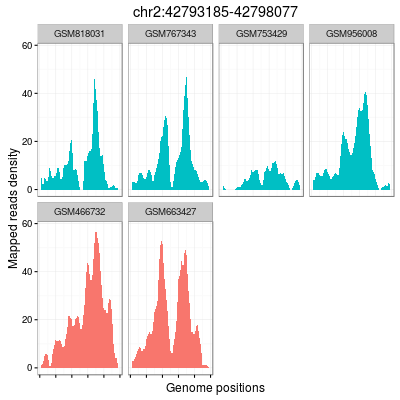 chr2:42793185-42798077
GSM818031 GSM767343 GSM753429 GSM956008
60
40
20
0
GSM466732 GSM663427
60
40
20
0
Mapped reads density
Genome positions